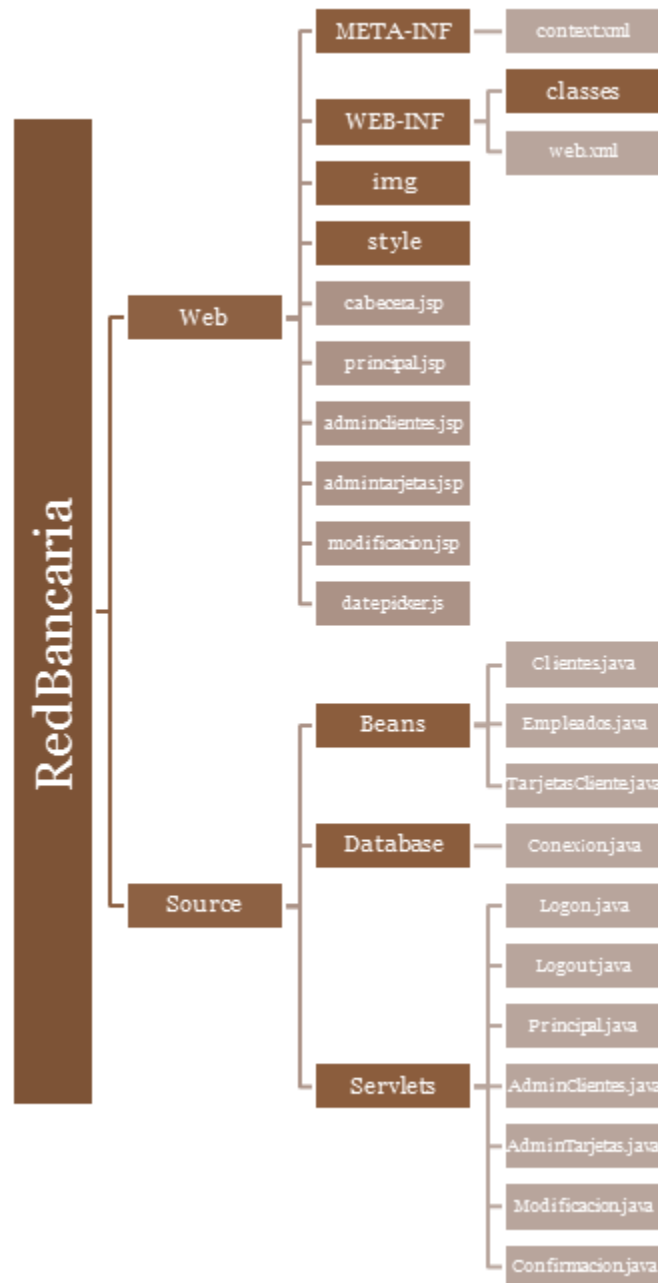 RedBancaria
Web
META-INF
context.xml
WEB-INF
classes
web.xml
img
style
cabecera.jsp
principal.jsp
adminclientes.jsp
admintarjetas.jsp
modificacion.jsp
datepicker.js
Source
Beans
Clientes.java
Empleados.java
TarjetasCliente.java
Database
Conexion.java
Servlets
Logon.java
Logout.java
Principal.java
AdminClientes.java
AdminTarjetas.java
Modificacion.java
Confirmacion.java